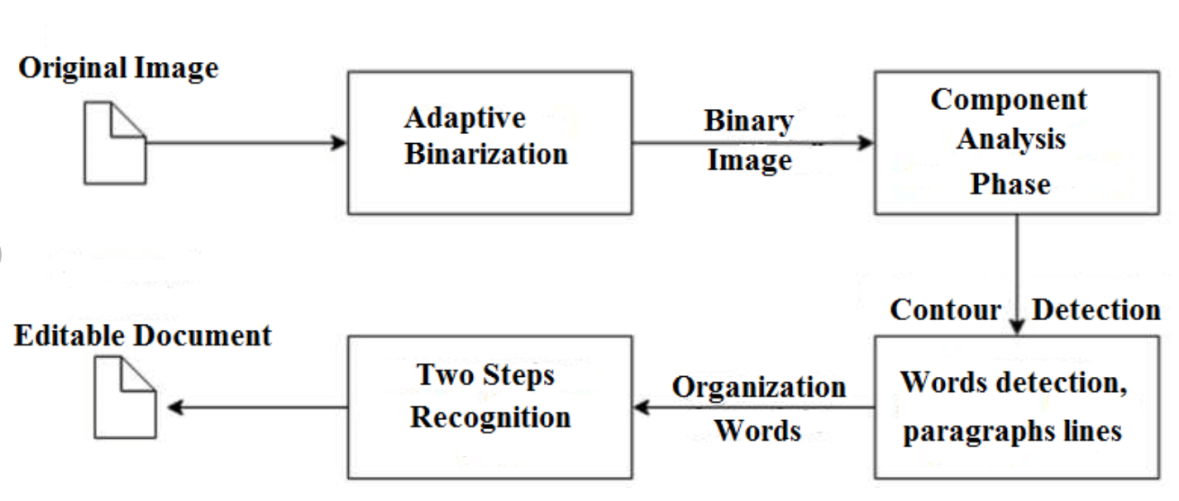 Original Image
Adaptive
Binarization
Binary
Image
Component
Analysis
Phase
Contour Detection
Words detection,
paragraphs lines
Organization
Words
Two Steps
Recognition
Editable Document